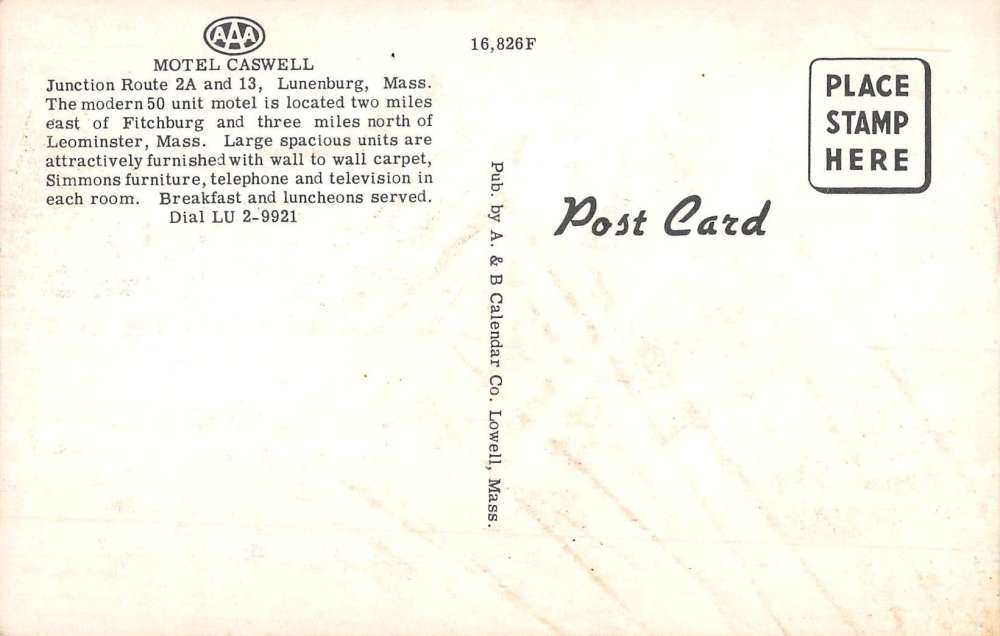 AAA
MOTEL CASWELL
Junction Route 2A and 13, Lunenburg, Mass.
The modern 50 unit motel is located two miles
east of Fitchburg and three miles north of
Leominster, Mass. Large spacious units are
attractively furnished with wall to wall carpet,
Simmons furniture, telephone and television in
each room. Breakfast and luncheons served.
Dial LU 2-9921
16,826F
Pub. by A. & B Calendar Co. Lowell, Mass.
PLACE
STAMP
HERE
Post Card